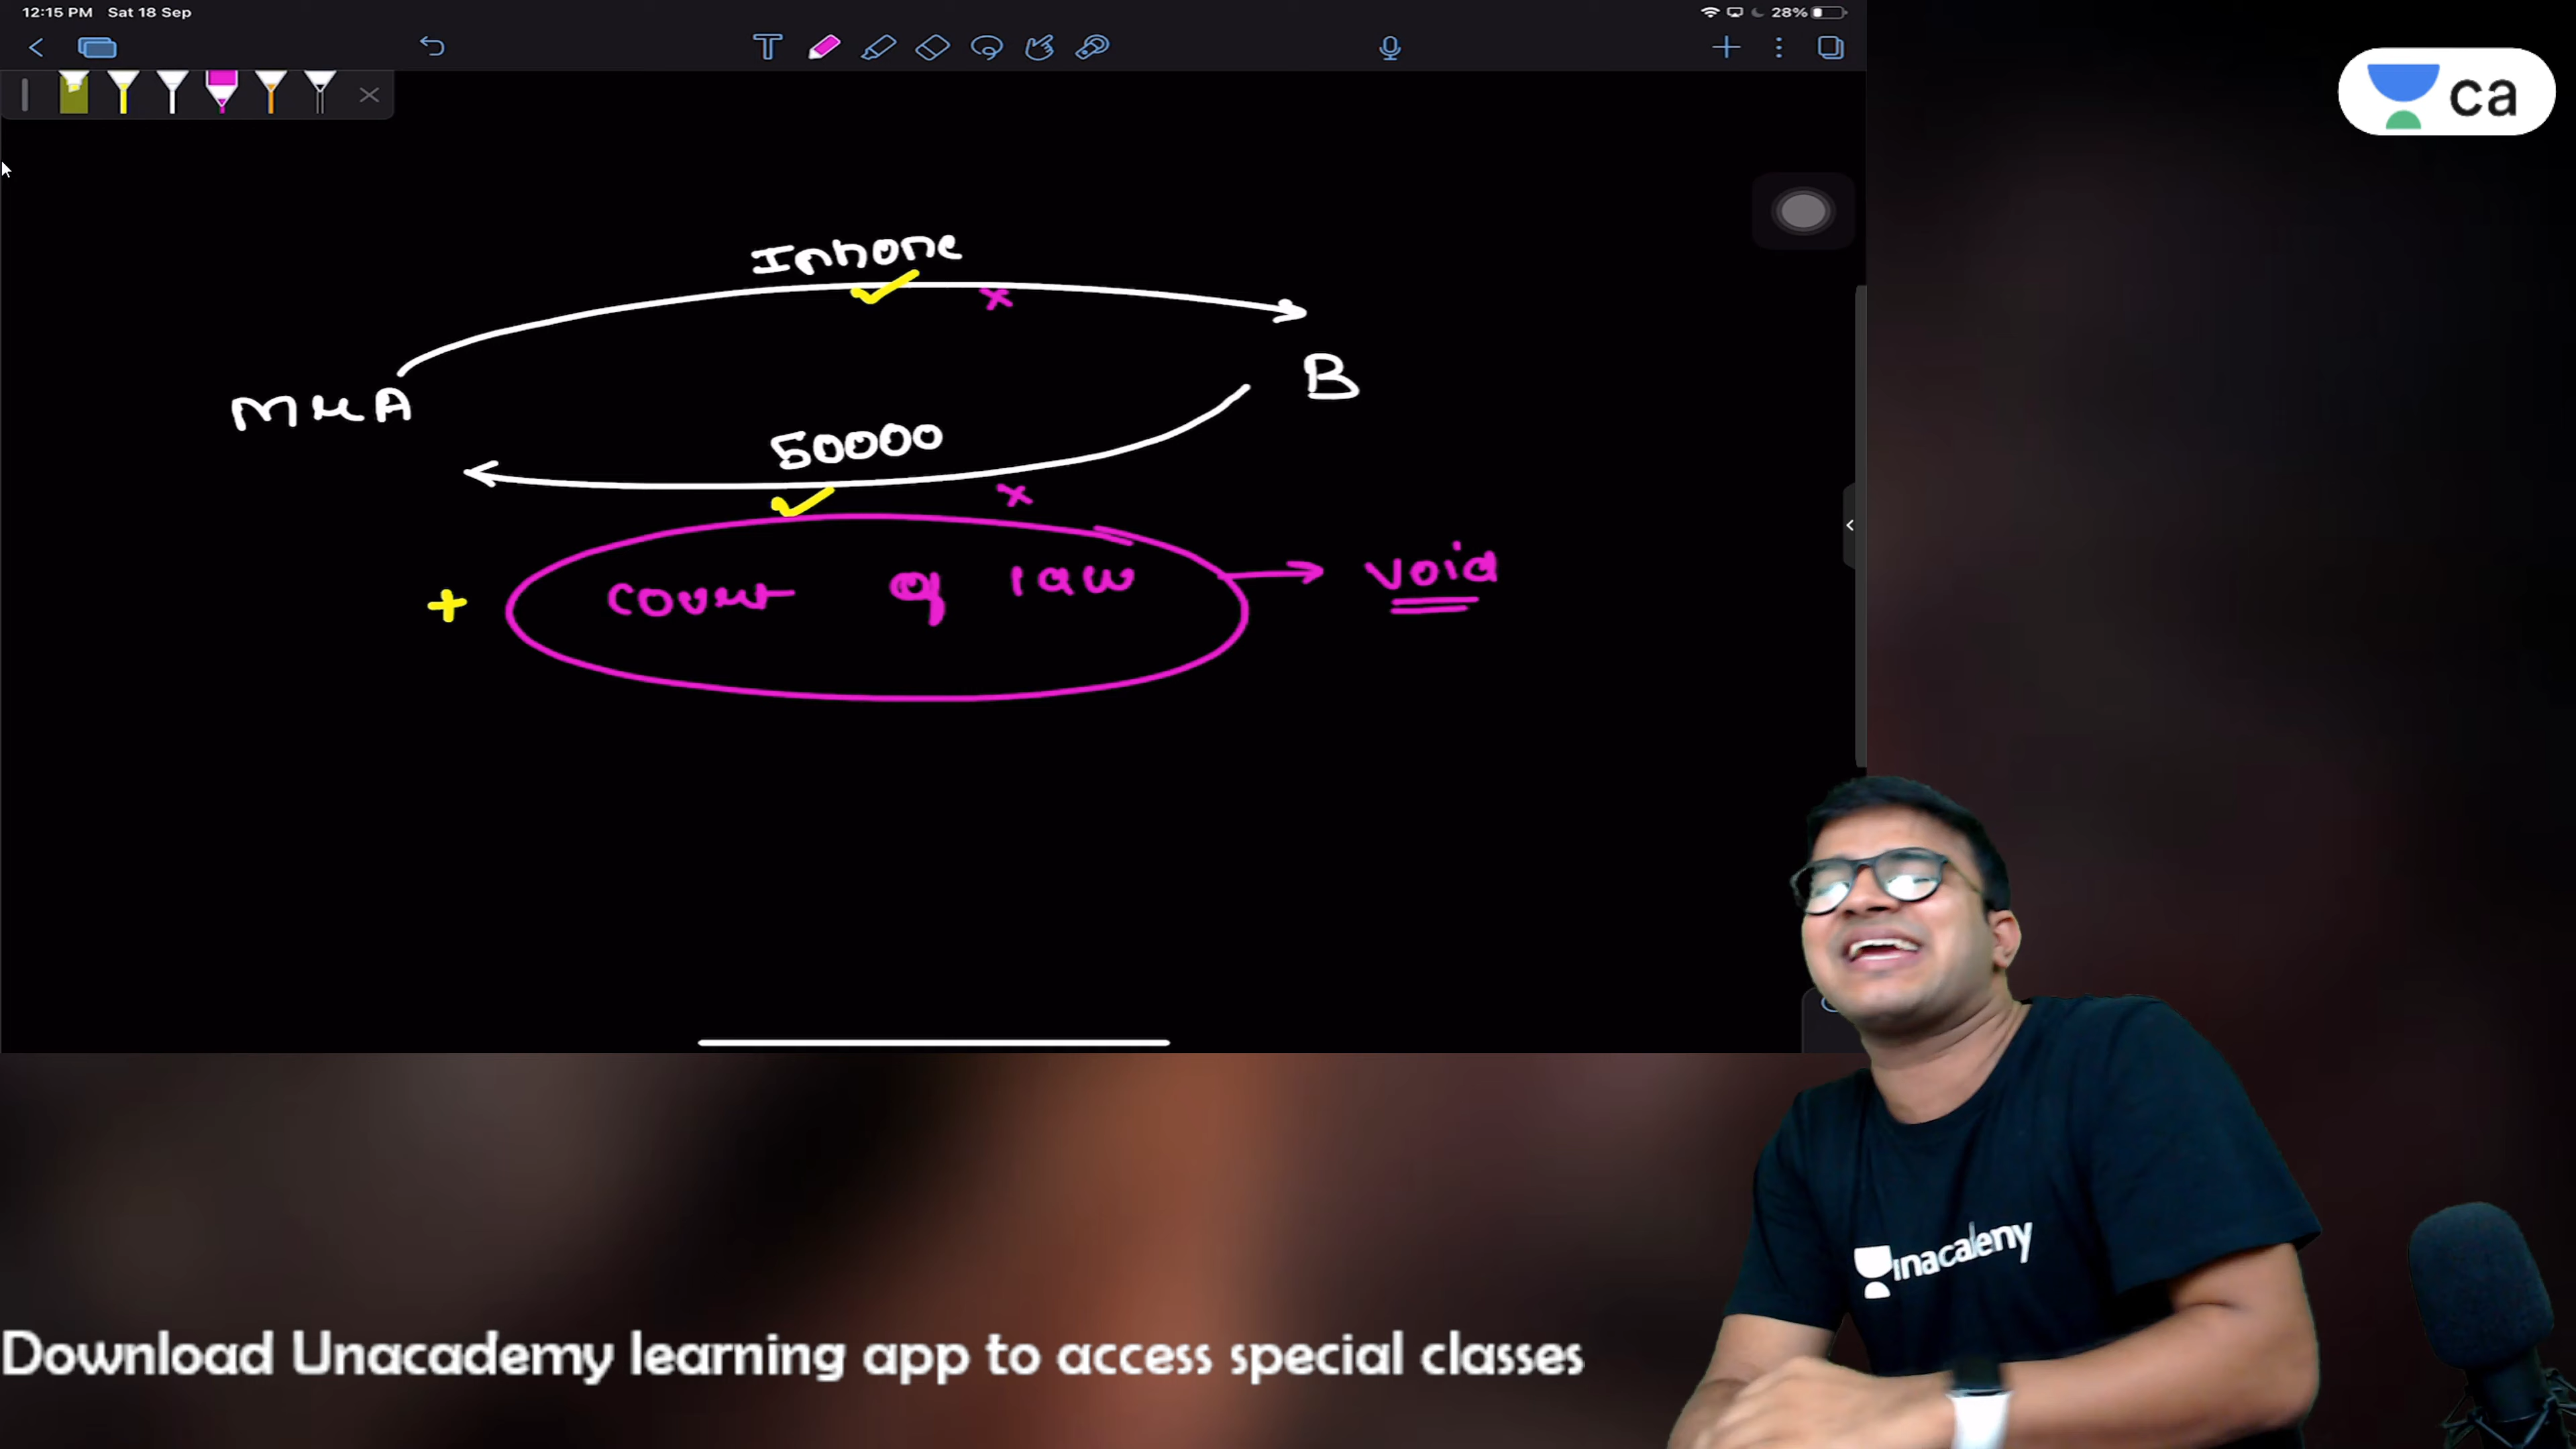 12:15 PM Sat 18 Sep
28%
ca
Iphone
Mr A
B
50000
+ court of law → void
unacademy
Download Unacademy learning app to access special classes